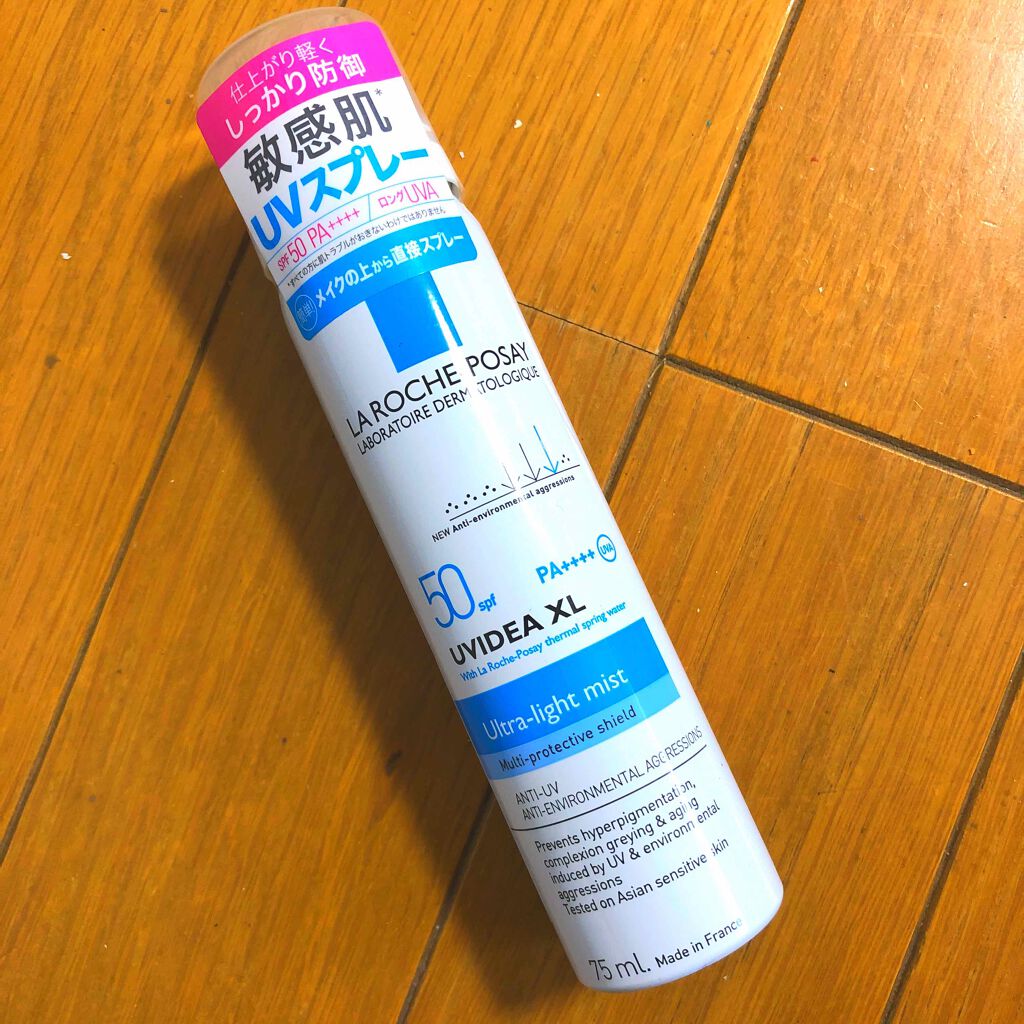 仕上がり軽く
しっかり防御
敏感肌*
UVスプレー
SPF50 PA++++ / ロングUVA
*すべての方に肌トラブルがおきないわけではありません
簡単 メイクの上から直接スプレー
LA ROCHE-POSAY
LABORATOIRE DERMATOLOGIQUE
NEW Anti-environmental aggressions
50 spf
PA++++ UVA
UVIDEA XL
With La Roche-Posay thermal spring water
Ultra-light mist
Multi-protective shield
ANTI-UV
ANTI-ENVIRONMENTAL AGGRESSIONS
Prevents hyperpigmentation,
complexion greying & aging
induced by UV & environmental
aggressions
Tested on Asian sensitive skin
75 ml. Made in France